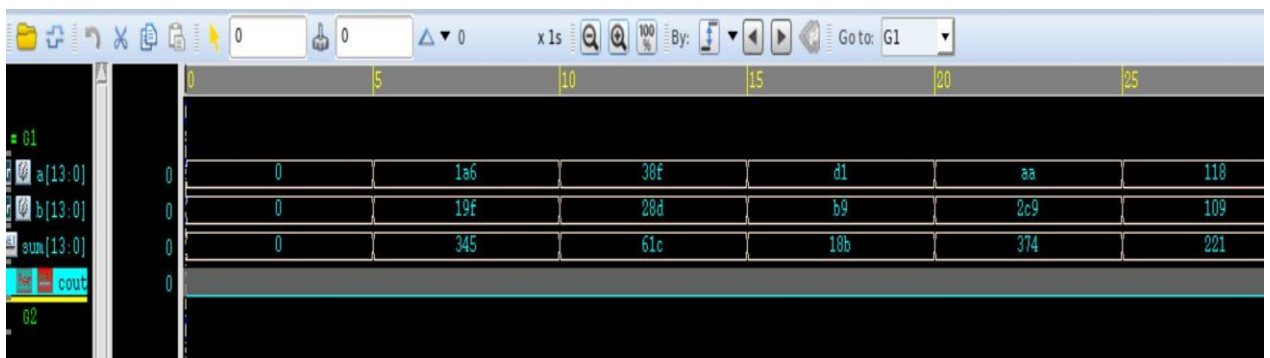 0 0 0 x 1s 100 % By: Go to: G1
0 5 10 15 20 25
= G1
a[13:0] 0 0 1a6 38f d1 aa 118
b[13:0] 0 0 19f 28d b9 2c9 109
sum[13:0] 0 0 345 61c 18b 374 221
cout 0
G2